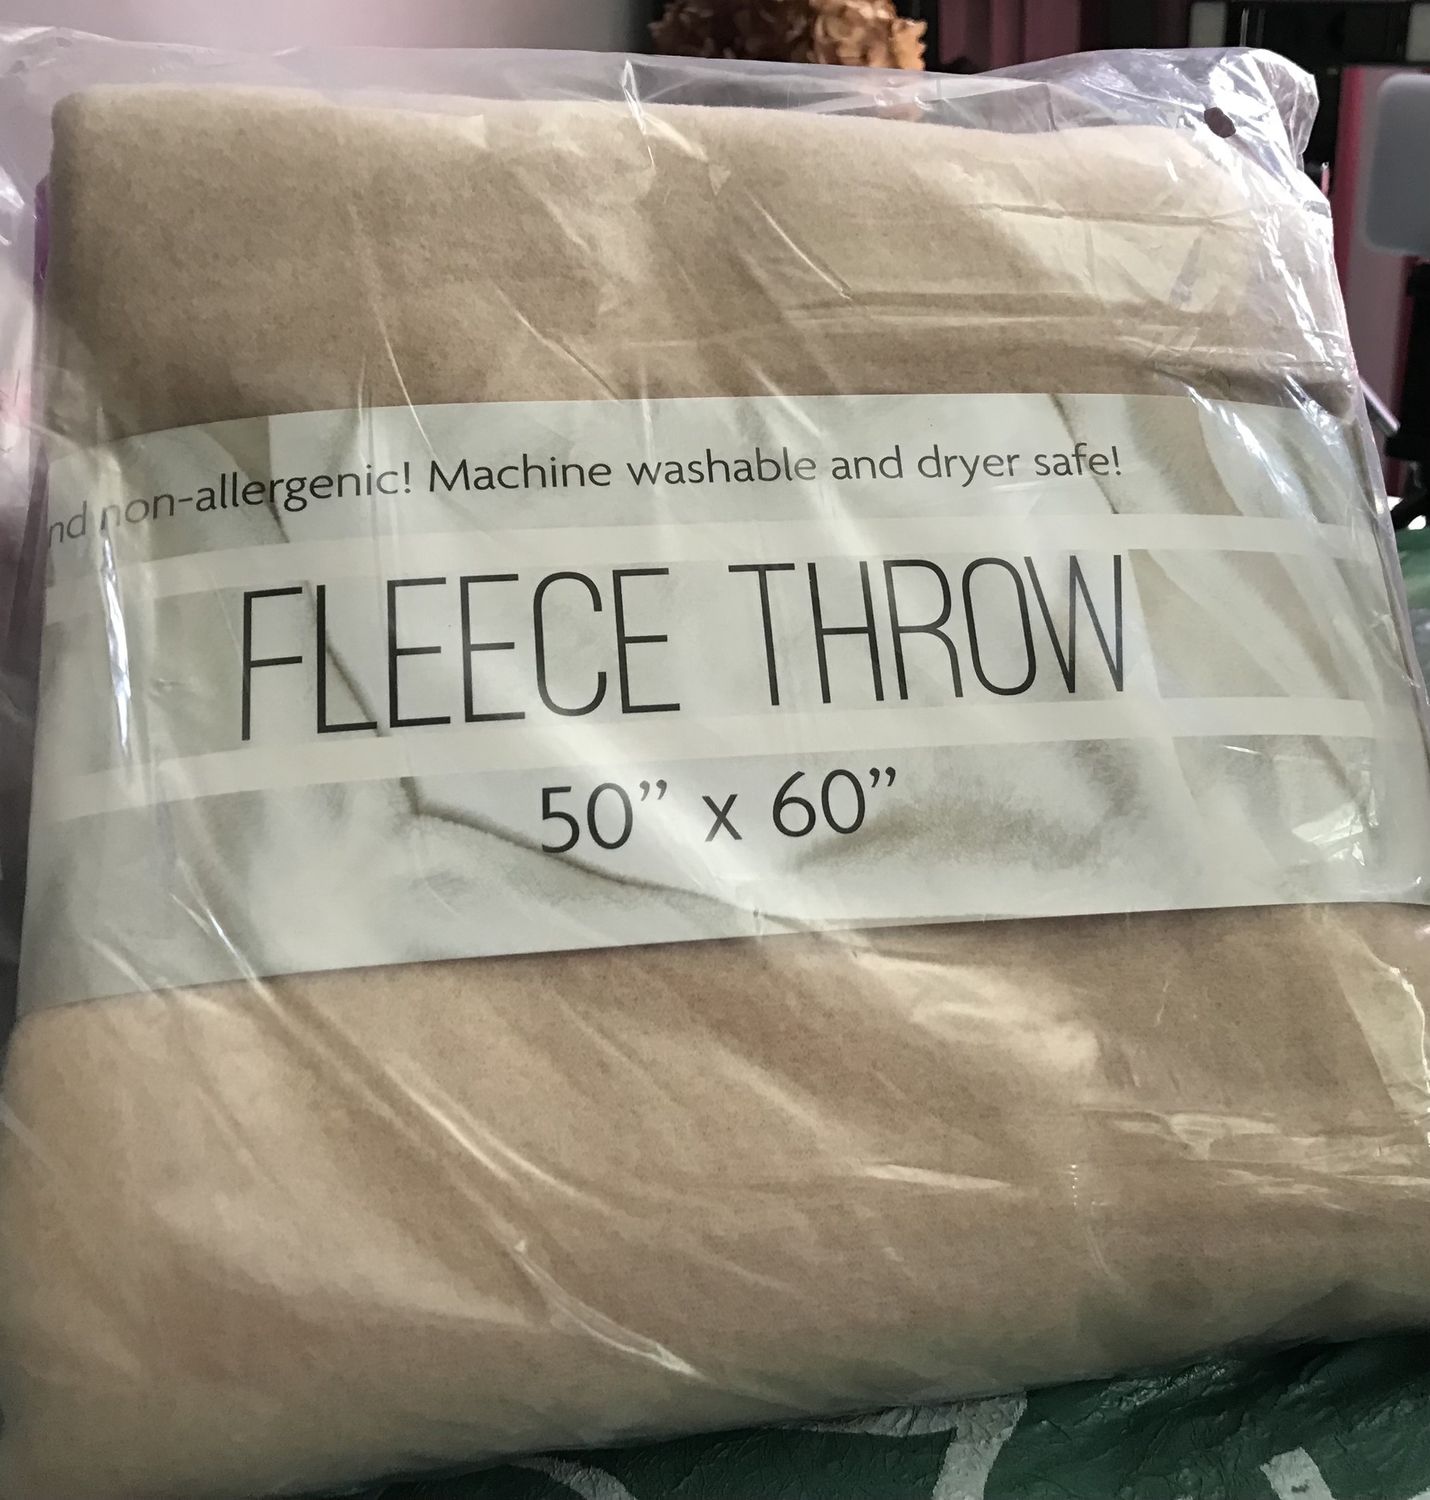 nd non-allergenic! Machine washable and dryer safe!
FLEECE THROW
50” x 60”